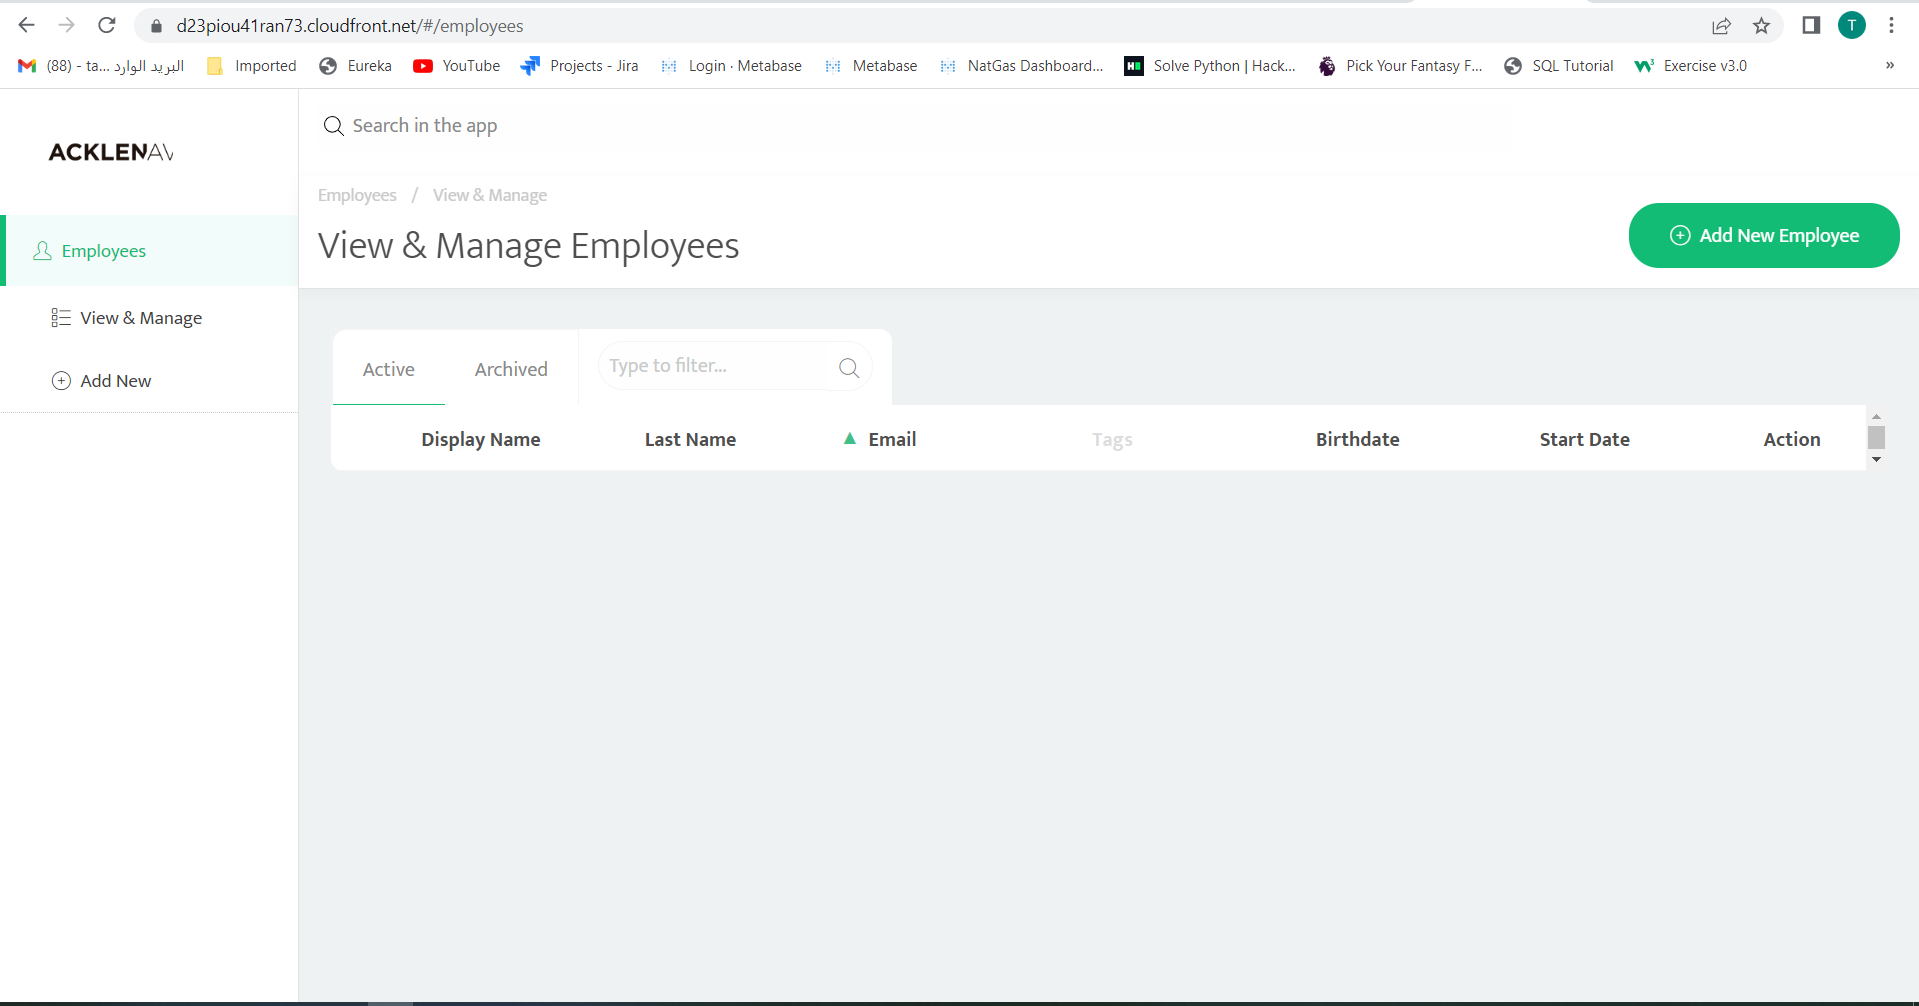 d23piou41ran73.cloudfront.net/#/employees
T
(88) - ta... البريد الوارد
Imported
Eureka
YouTube
Projects - Jira
Login · Metabase
Metabase
NatGas Dashboard...
Solve Python | Hack...
Pick Your Fantasy F...
SQL Tutorial
Exercise v3.0
»
ACKLENAV
Search in the app
Employees / View & Manage
View & Manage Employees
Add New Employee
Employees
View & Manage
Add New
Active
Archived
Type to filter...
Display Name
Last Name
Email
Tags
Birthdate
Start Date
Action